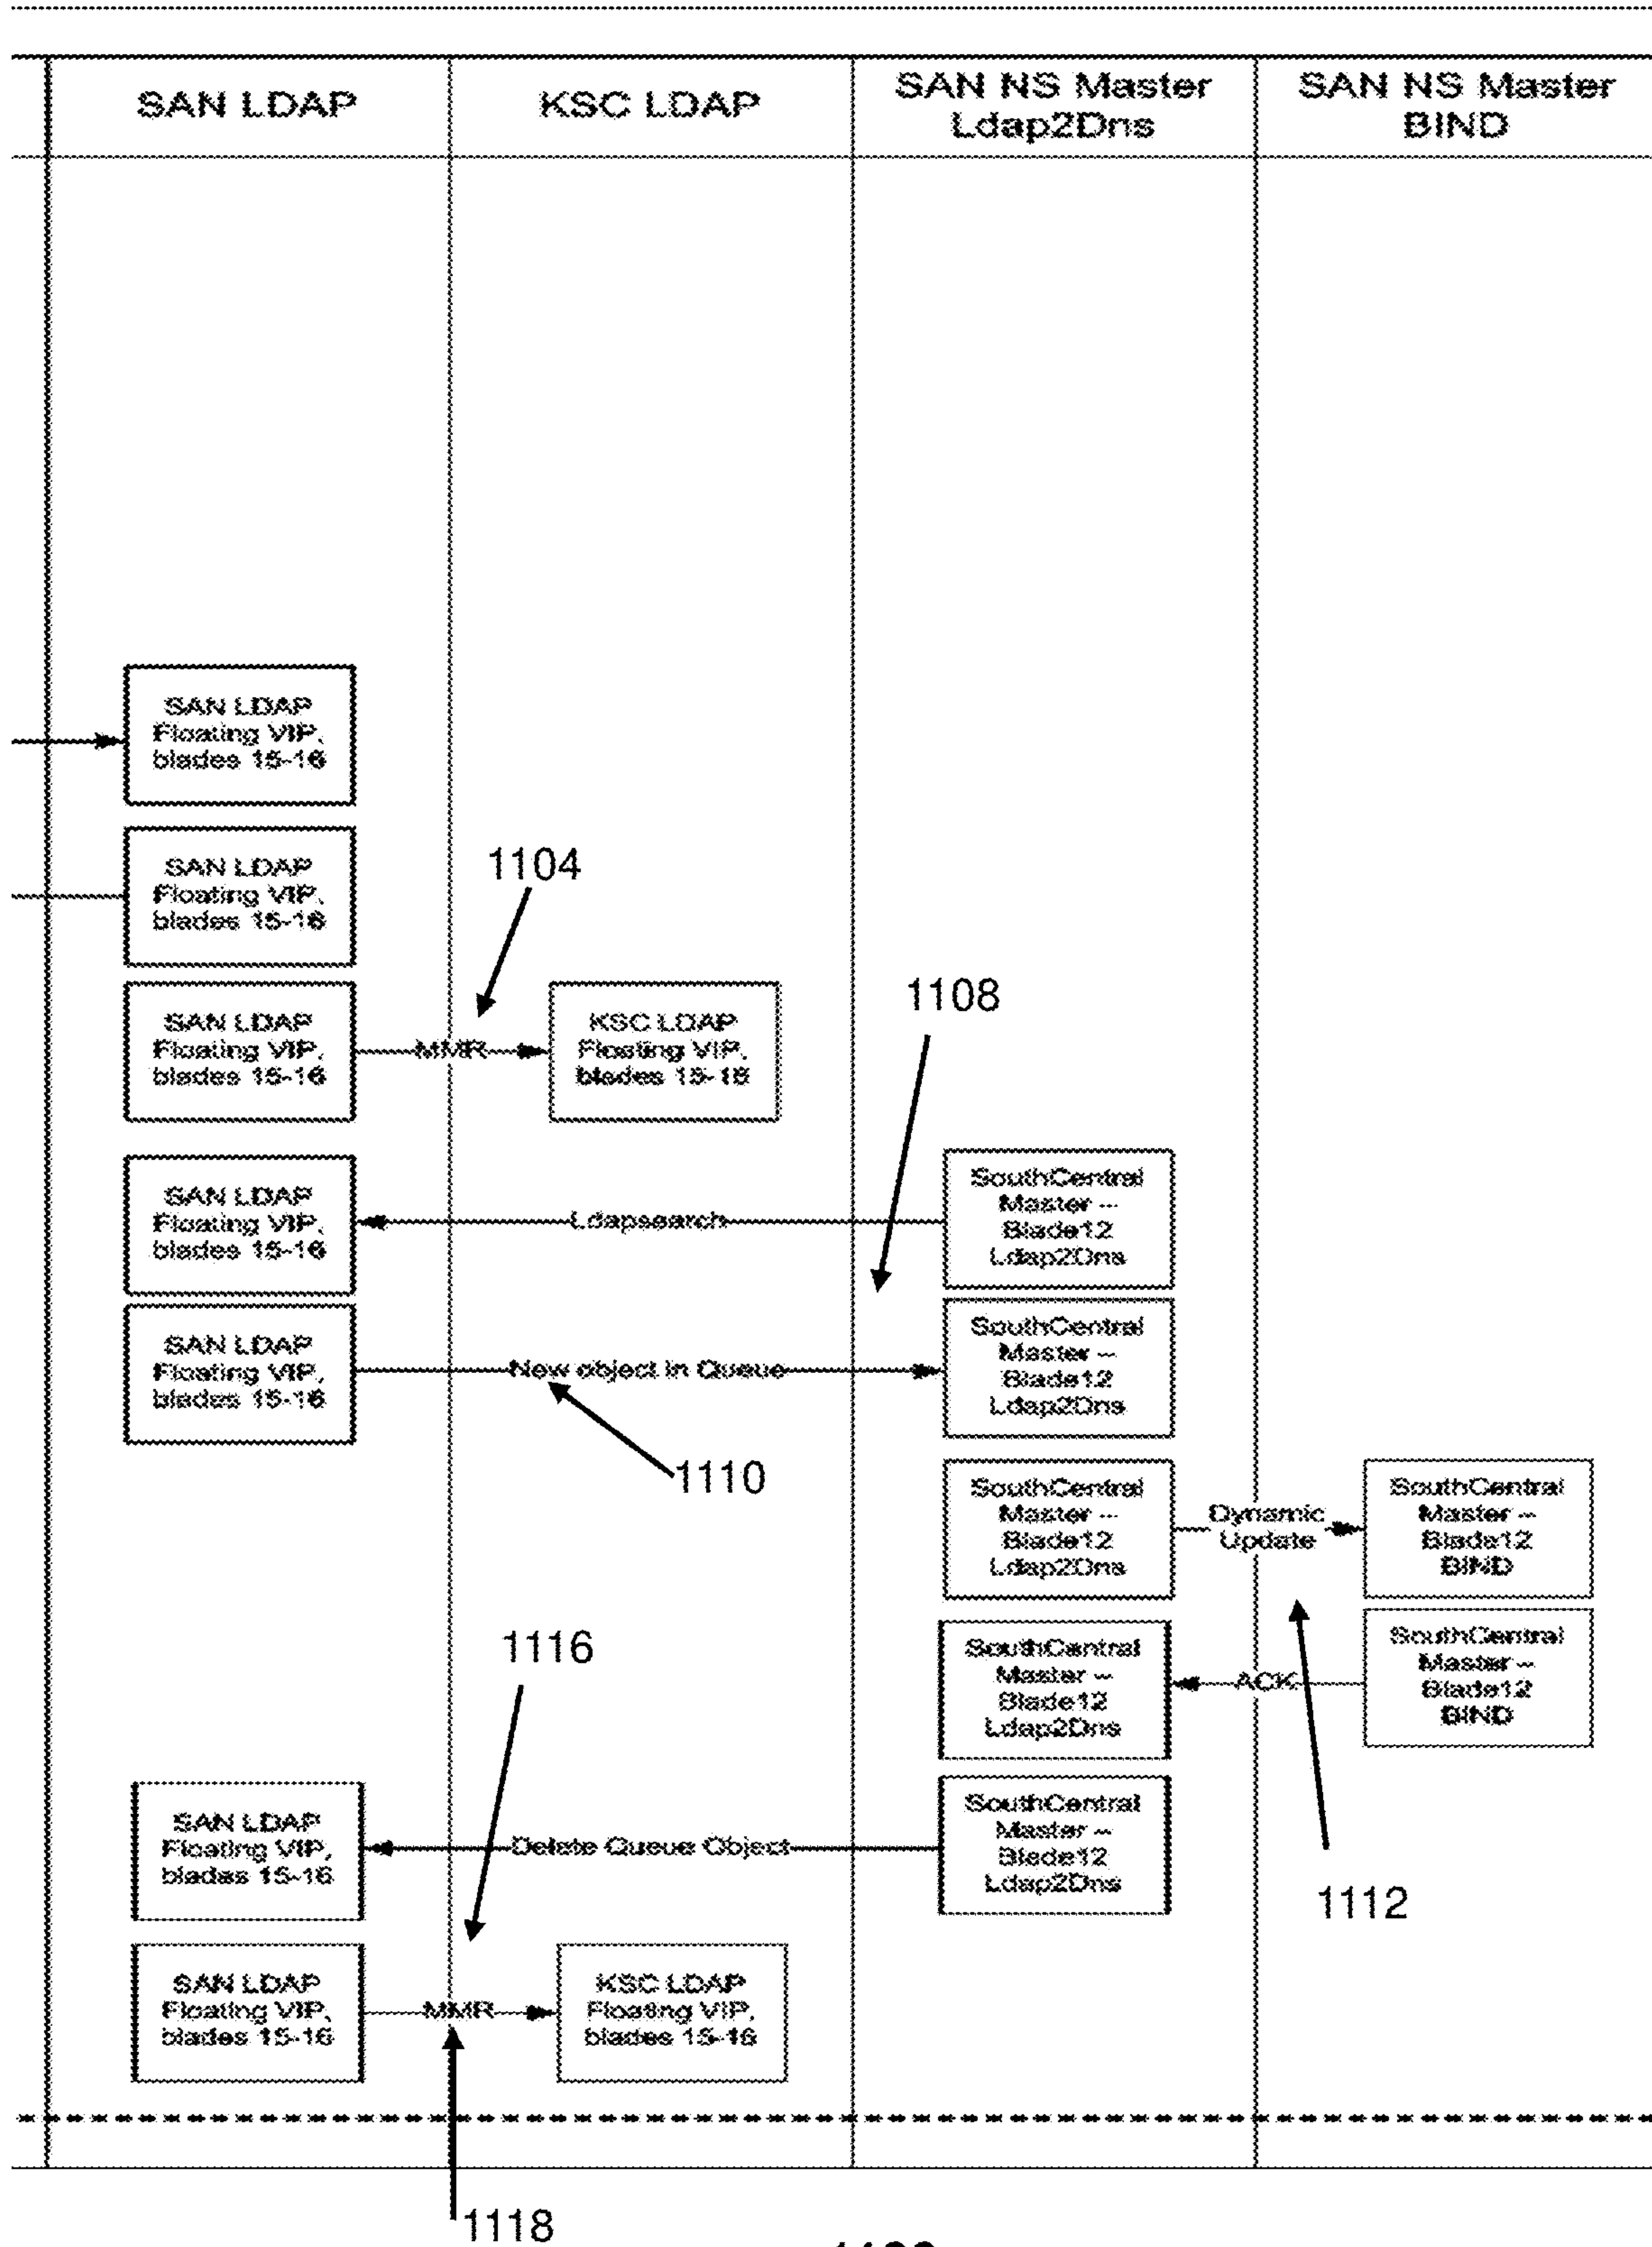 SAN LDAP
KSC LDAP
SAN NS Master
Ldap2Dns
SAN NS Master
BIND
SAN LDAP
Floating VIP,
blades 15-16
SAN LDAP
Floating VIP,
blades 15-16
1104
SAN LDAP
Floating VIP,
blades 15-16
MMR
KSC LDAP
Floating VIP,
blades 15-16
1108
SAN LDAP
Floating VIP,
blades 15-16
Ldapsearch
SouthCentral
Master --
Blade12
Ldap2Dns
SAN LDAP
Floating VIP,
blades 15-16
New object in Queue
SouthCentral
Master --
Blade12
Ldap2Dns
1110
SouthCentral
Master --
Blade12
Ldap2Dns
Dynamic
Update
SouthCentral
Master --
Blade12
BIND
1116
SouthCentral
Master --
Blade12
Ldap2Dns
ACK
SouthCentral
Master --
Blade12
BIND
SAN LDAP
Floating VIP,
blades 15-16
Delete Queue Object
SouthCentral
Master --
Blade12
Ldap2Dns
1112
SAN LDAP
Floating VIP,
blades 15-16
MMR
KSC LDAP
Floating VIP,
blades 15-16
1118